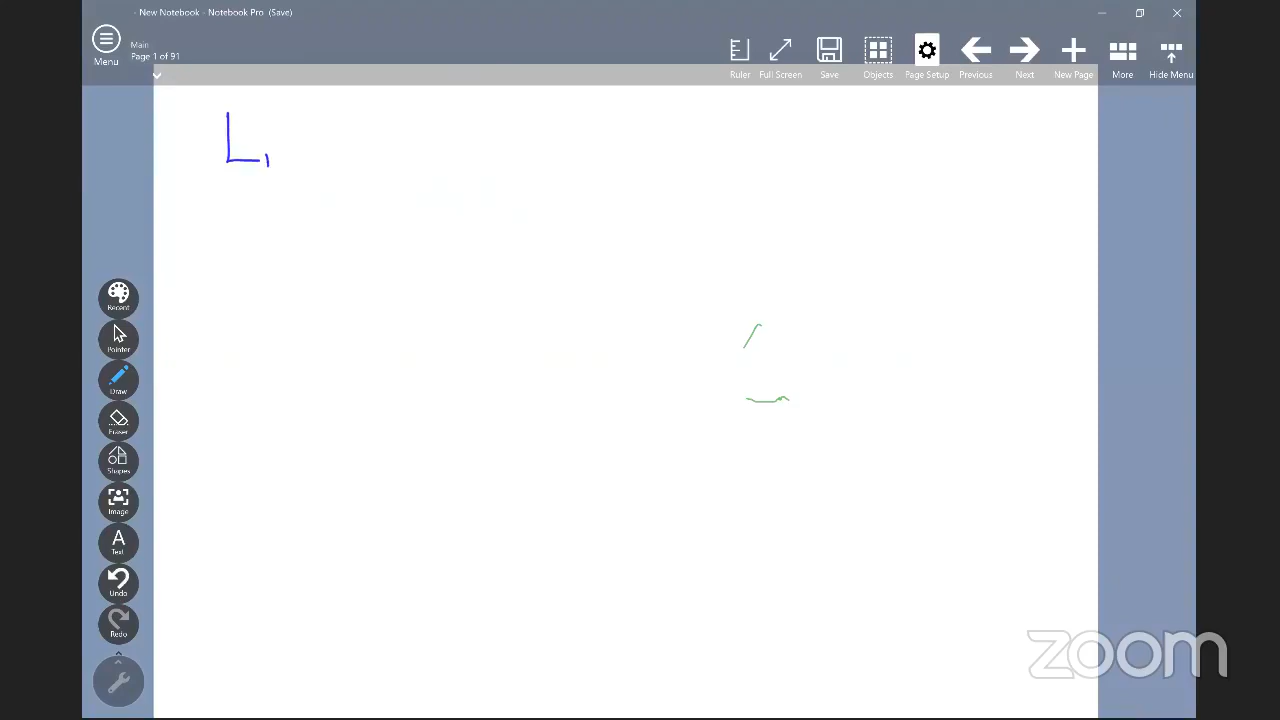 - New Notebook - Notebook Pro (Save)
Menu
Main
Page 1 of 91
Ruler
Full Screen
Save
Objects
Page Setup
Previous
Next
New Page
More
Hide Menu
L₁
Recent
Pointer
Draw
Eraser
Shapes
Image
A
Text
Undo
Redo
zoom